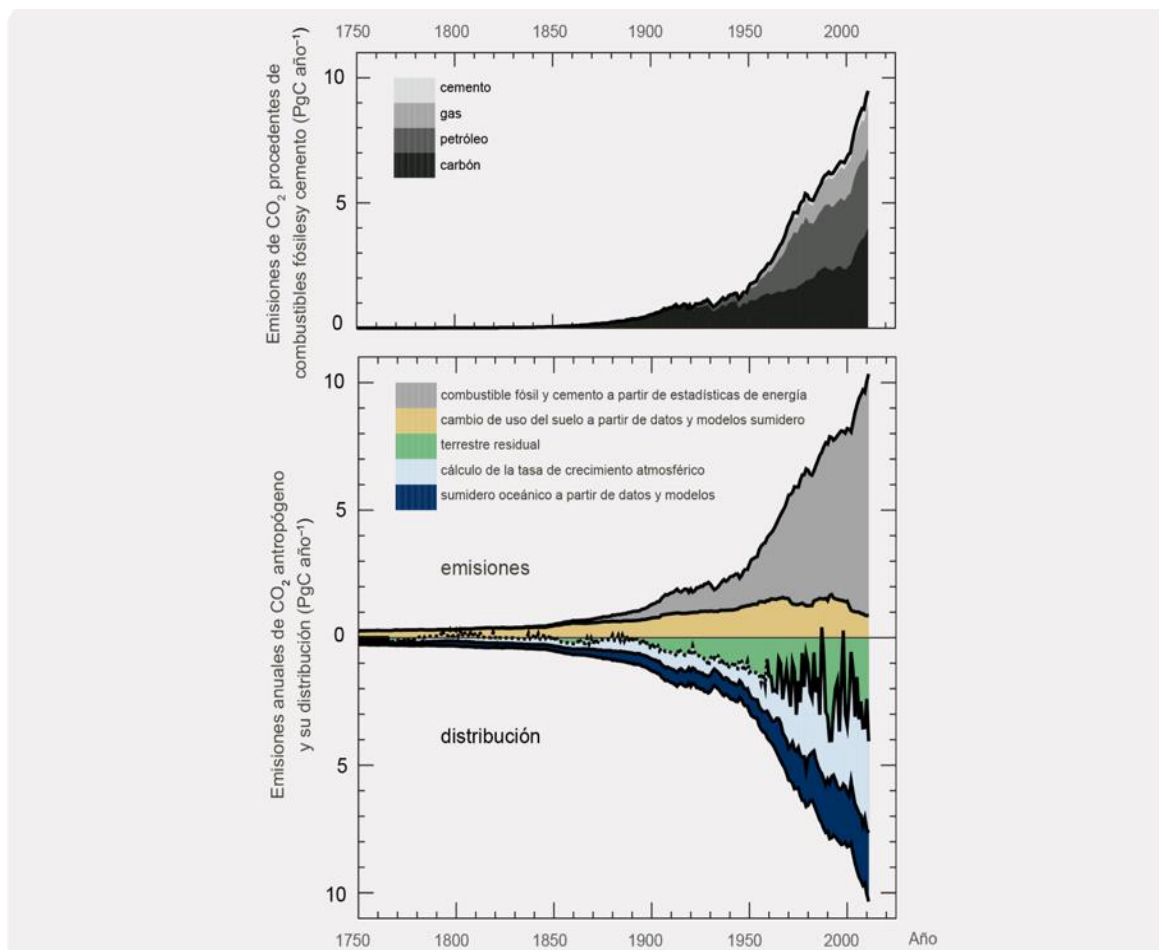 1750 1800 1850 1900 1950 2000
Emisiones de CO₂ procedentes de
combustibles fósilesy cemento (PgC año⁻¹)
10
5
0
cemento
gas
petróleo
carbón
Emisiones anuales de CO₂ antropógeno
y su distribución (PgC año⁻¹)
10
5
0
5
10
combustible fósil y cemento a partir de estadísticas de energía
cambio de uso del suelo a partir de datos y modelos sumidero
terrestre residual
cálculo de la tasa de crecimiento atmosférico
sumidero oceánico a partir de datos y modelos
emisiones
distribución
1750 1800 1850 1900 1950 2000 Año